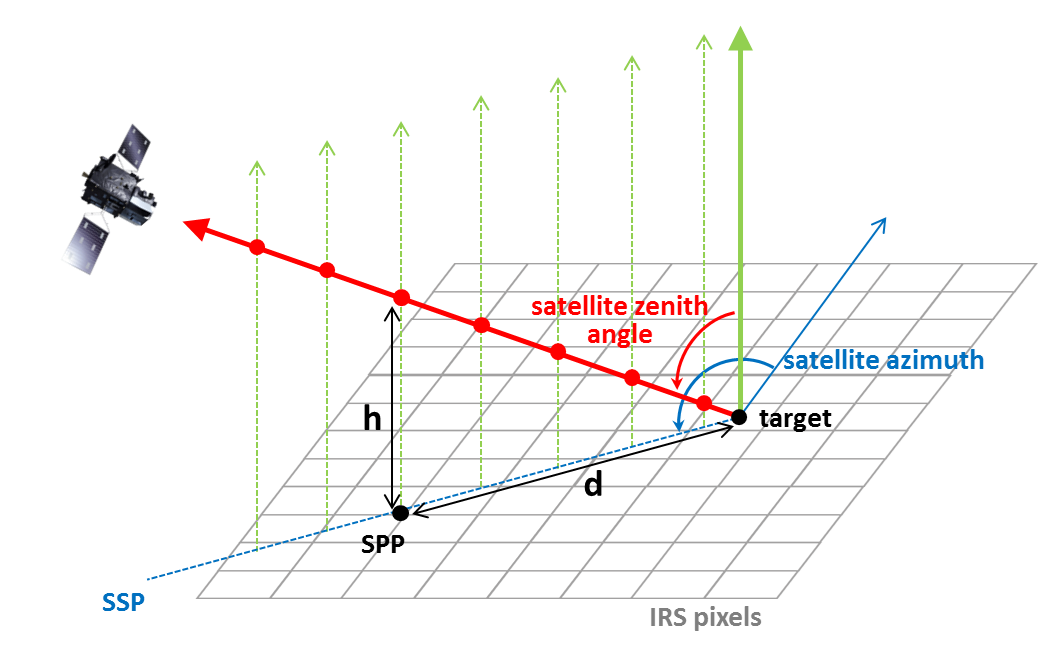 satellite zenith
angle
satellite azimuth
target
h
d
SPP
SSP
IRS pixels